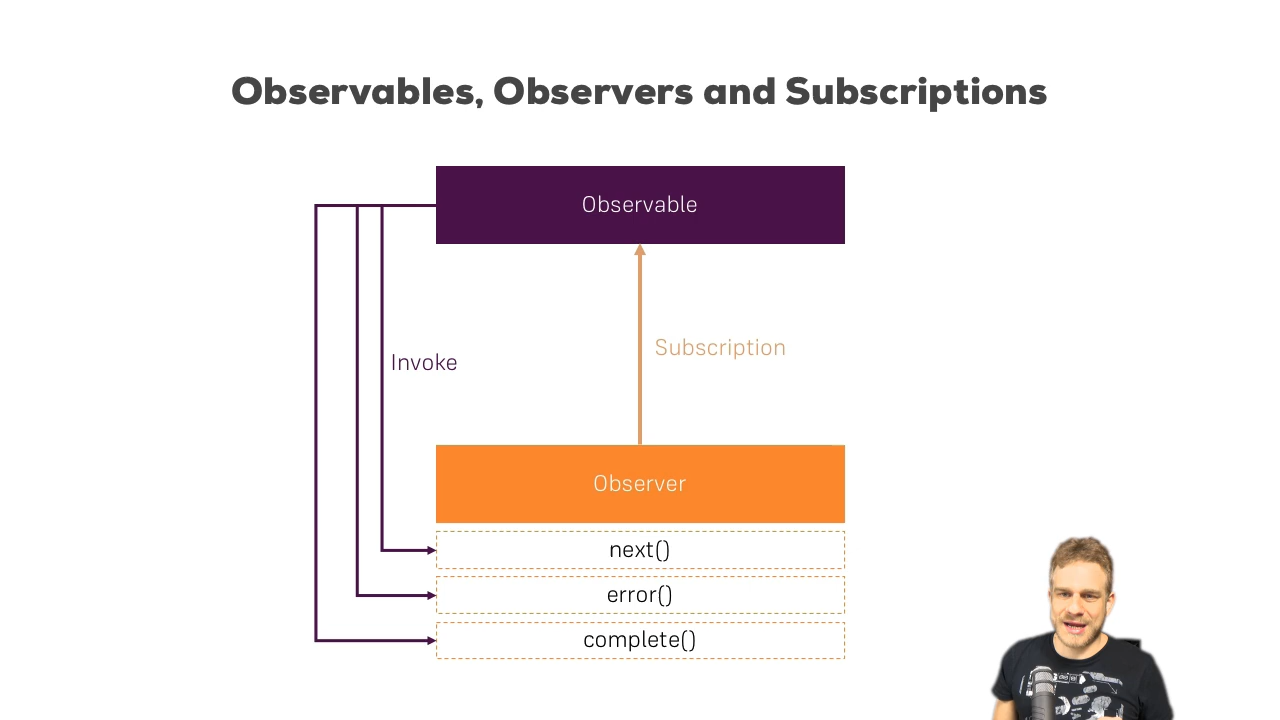 Observables, Observers and Subscriptions
Observable
Invoke
Subscription
Observer
next()
error()
complete()